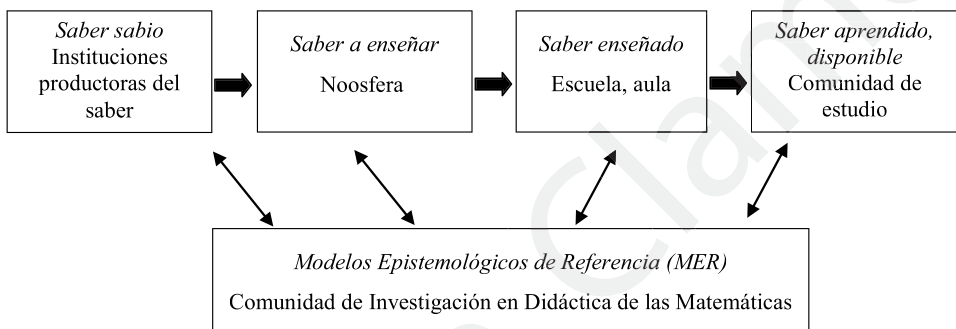 Saber sabio
Instituciones
productoras del
saber
Saber a enseñar
Noosfera
Saber enseñado
Escuela, aula
Saber aprendido,
disponible
Comunidad de
estudio
Modelos Epistemológicos de Referencia (MER)
Comunidad de Investigación en Didáctica de las Matemáticas